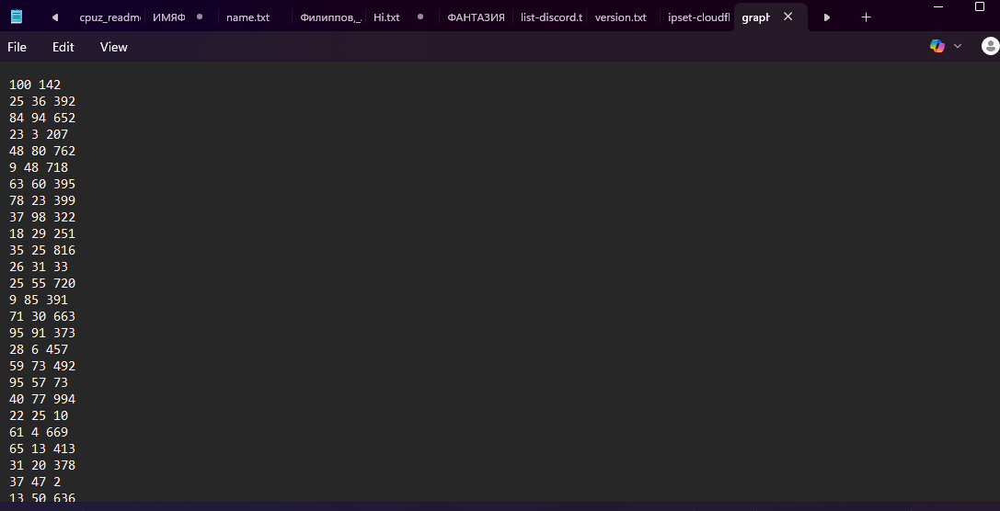 cpuz_readm
ИМЯФ
name.txt
Филиппов,_
Hi.txt
ФАНТАЗИЯ
list-discord.t
version.txt
ipset-cloudfl
graph
File Edit View
100 142
25 36 392
84 94 652
23 3 207
48 80 762
9 48 718
63 60 395
78 23 399
37 98 322
18 29 251
35 25 816
26 31 33
25 55 720
9 85 391
71 30 663
95 91 373
28 6 457
59 73 492
95 57 73
40 77 994
22 25 10
61 4 669
65 13 413
31 20 378
37 47 2
13 50 636